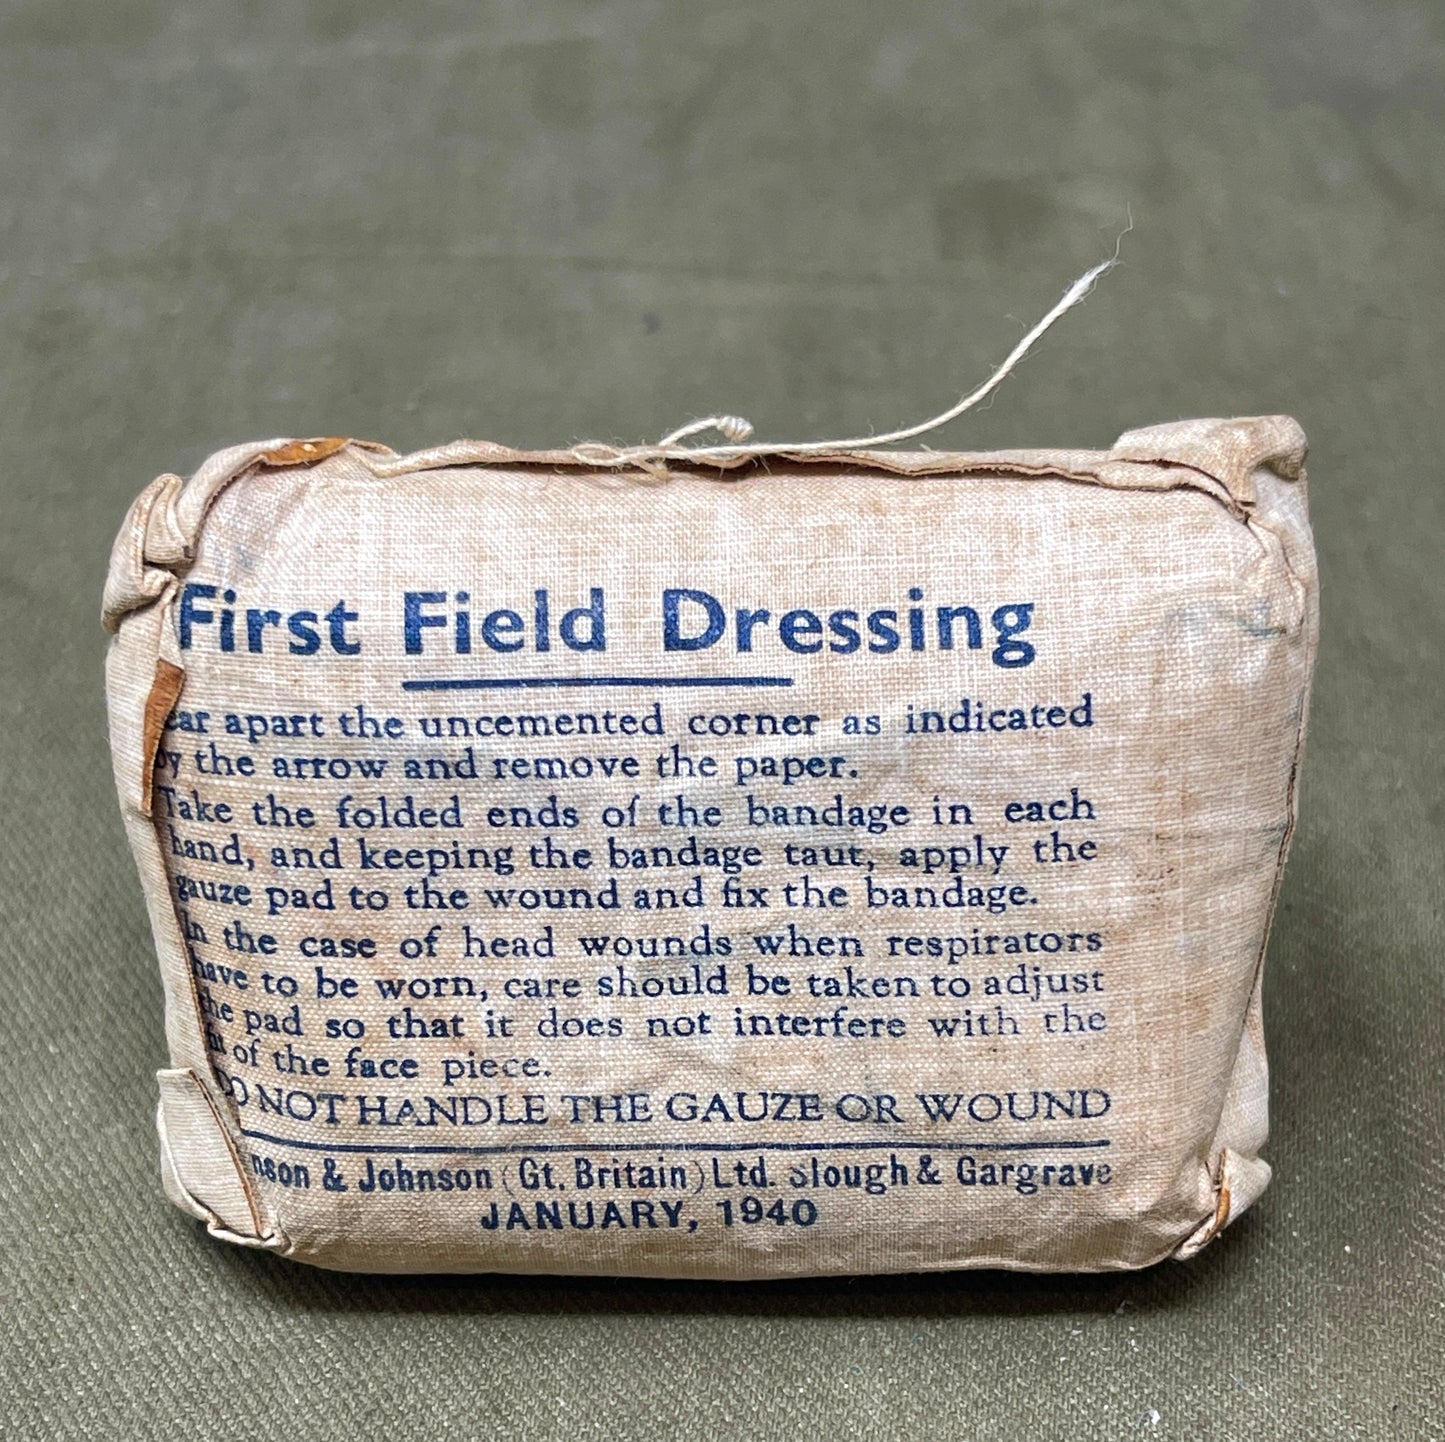 First Field Dressing
ear apart the uncemented corner as indicated
by the arrow and remove the paper.
Take the folded ends of the bandage in each
hand, and keeping the bandage taut, apply the
gauze pad to the wound and fix the bandage.
In the case of head wounds when respirators
have to be worn, care should be taken to adjust
the pad so that it does not interfere with the
of the face piece.
DO NOT HANDLE THE GAUZE OR WOUND
nson & Johnson (Gt. Britain) Ltd. Slough & Gargrave
JANUARY, 1940